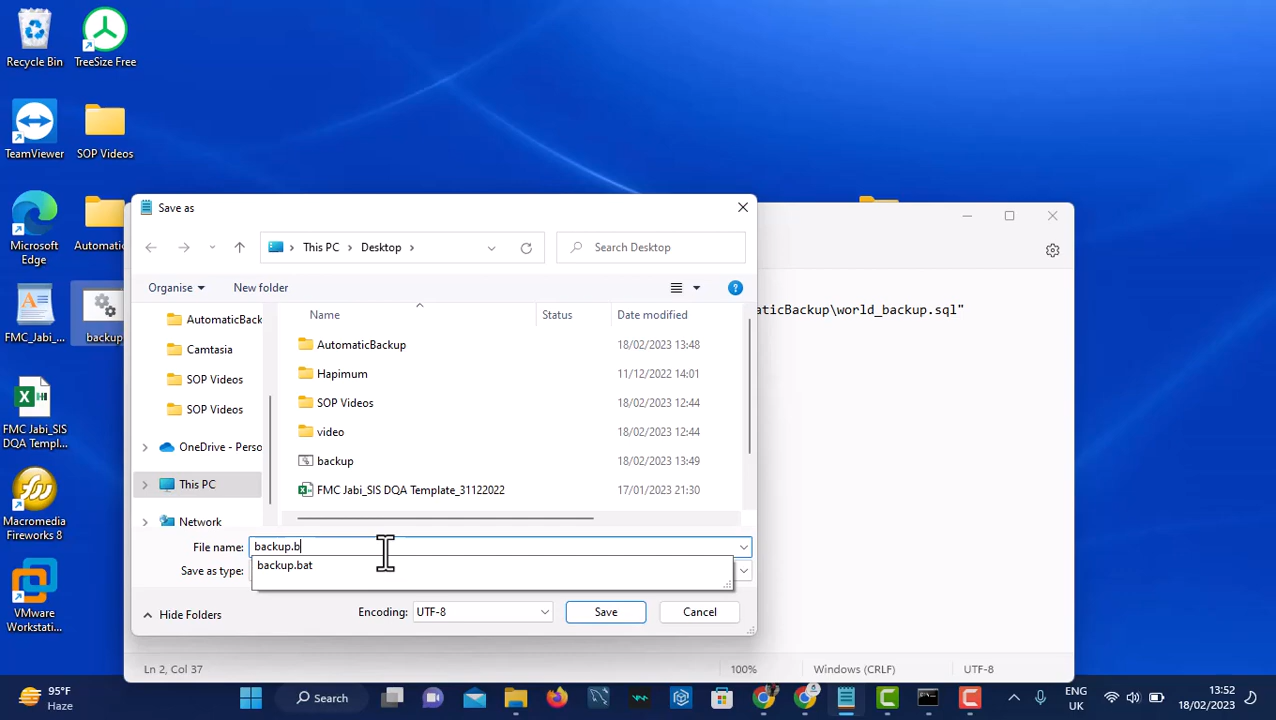 Recycle Bin
TreeSize Free
TeamViewer
SOP Videos
Microsoft
Edge
Automatic
FMC_Jabi_...
backup
FMC Jabi_SIS
DQA Templ...
Macromedia
Fireworks 8
VMware
Workstati...
Save as
This PC > Desktop >
Search Desktop
Organise
New folder
Name
Status
Date modified
AutomaticBack
Camtasia
SOP Videos
SOP Videos
OneDrive - Perso
This PC
Network
AutomaticBackup 18/02/2023 13:48
Hapimum 11/12/2022 14:01
SOP Videos 18/02/2023 12:44
video 18/02/2023 12:44
backup 18/02/2023 13:49
FMC Jabi_SIS DQA Template_31122022 17/01/2023 21:30
File name: backup.b
backup.bat
Save as type:
Hide Folders
Encoding: UTF-8
Save
Cancel
aticBackup\world_backup.sql"
Ln 2, Col 37
100%
Windows (CRLF)
UTF-8
95°F
Haze
Search
ENG
UK
13:52
18/02/2023